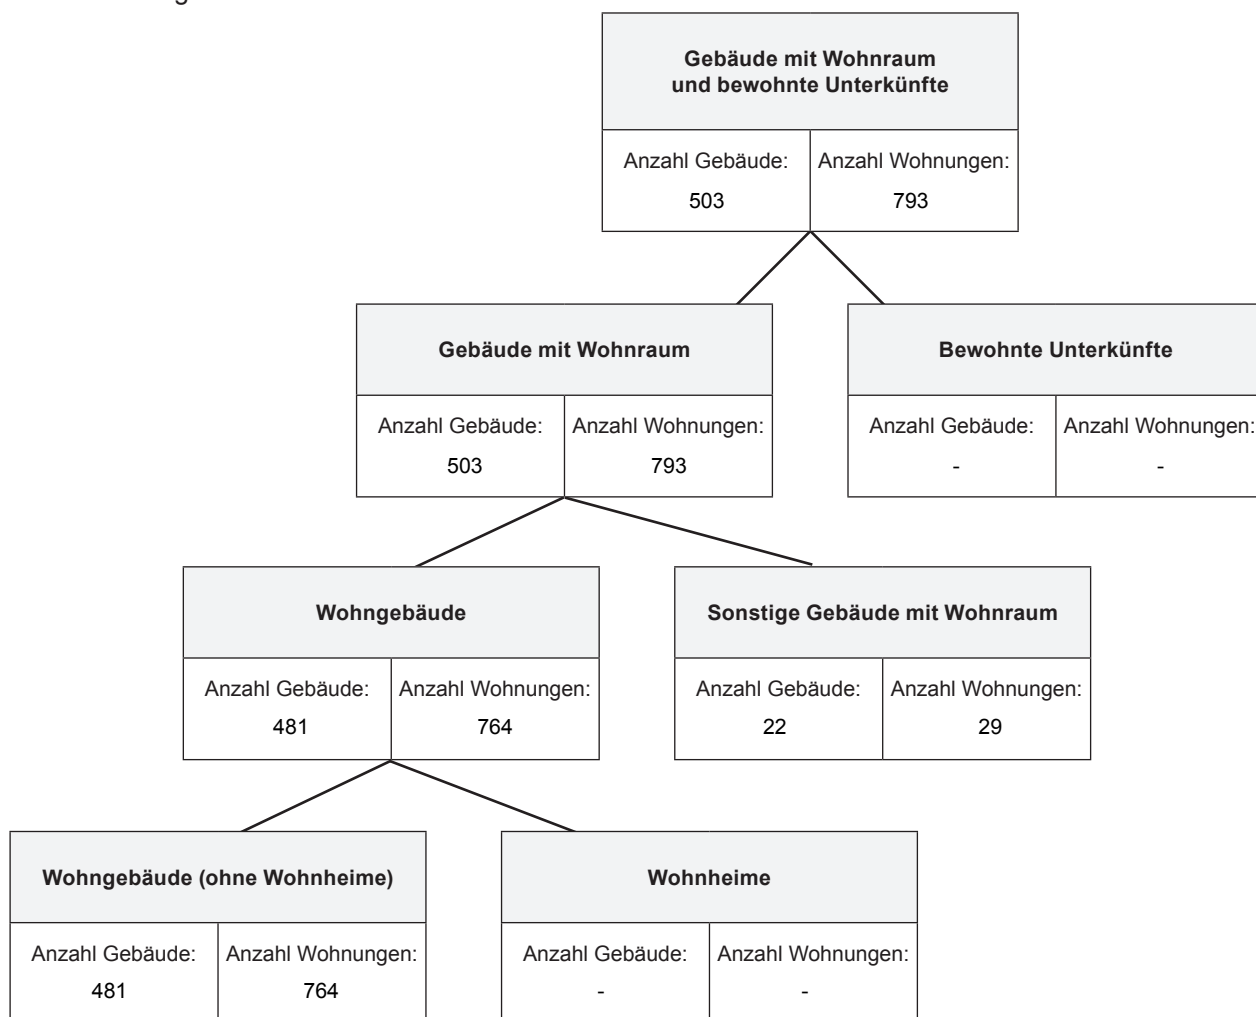 Gebäude mit Wohnraum
und bewohnte Unterkünfte
Anzahl Gebäude: Anzahl Wohnungen:
503 793
Gebäude mit Wohnraum
Anzahl Gebäude: Anzahl Wohnungen:
503 793
Bewohnte Unterkünfte
Anzahl Gebäude: Anzahl Wohnungen:
- -
Wohngebäude
Anzahl Gebäude: Anzahl Wohnungen:
481 764
Sonstige Gebäude mit Wohnraum
Anzahl Gebäude: Anzahl Wohnungen:
22 29
Wohngebäude (ohne Wohnheime)
Anzahl Gebäude: Anzahl Wohnungen:
481 764
Wohnheime
Anzahl Gebäude: Anzahl Wohnungen:
- -